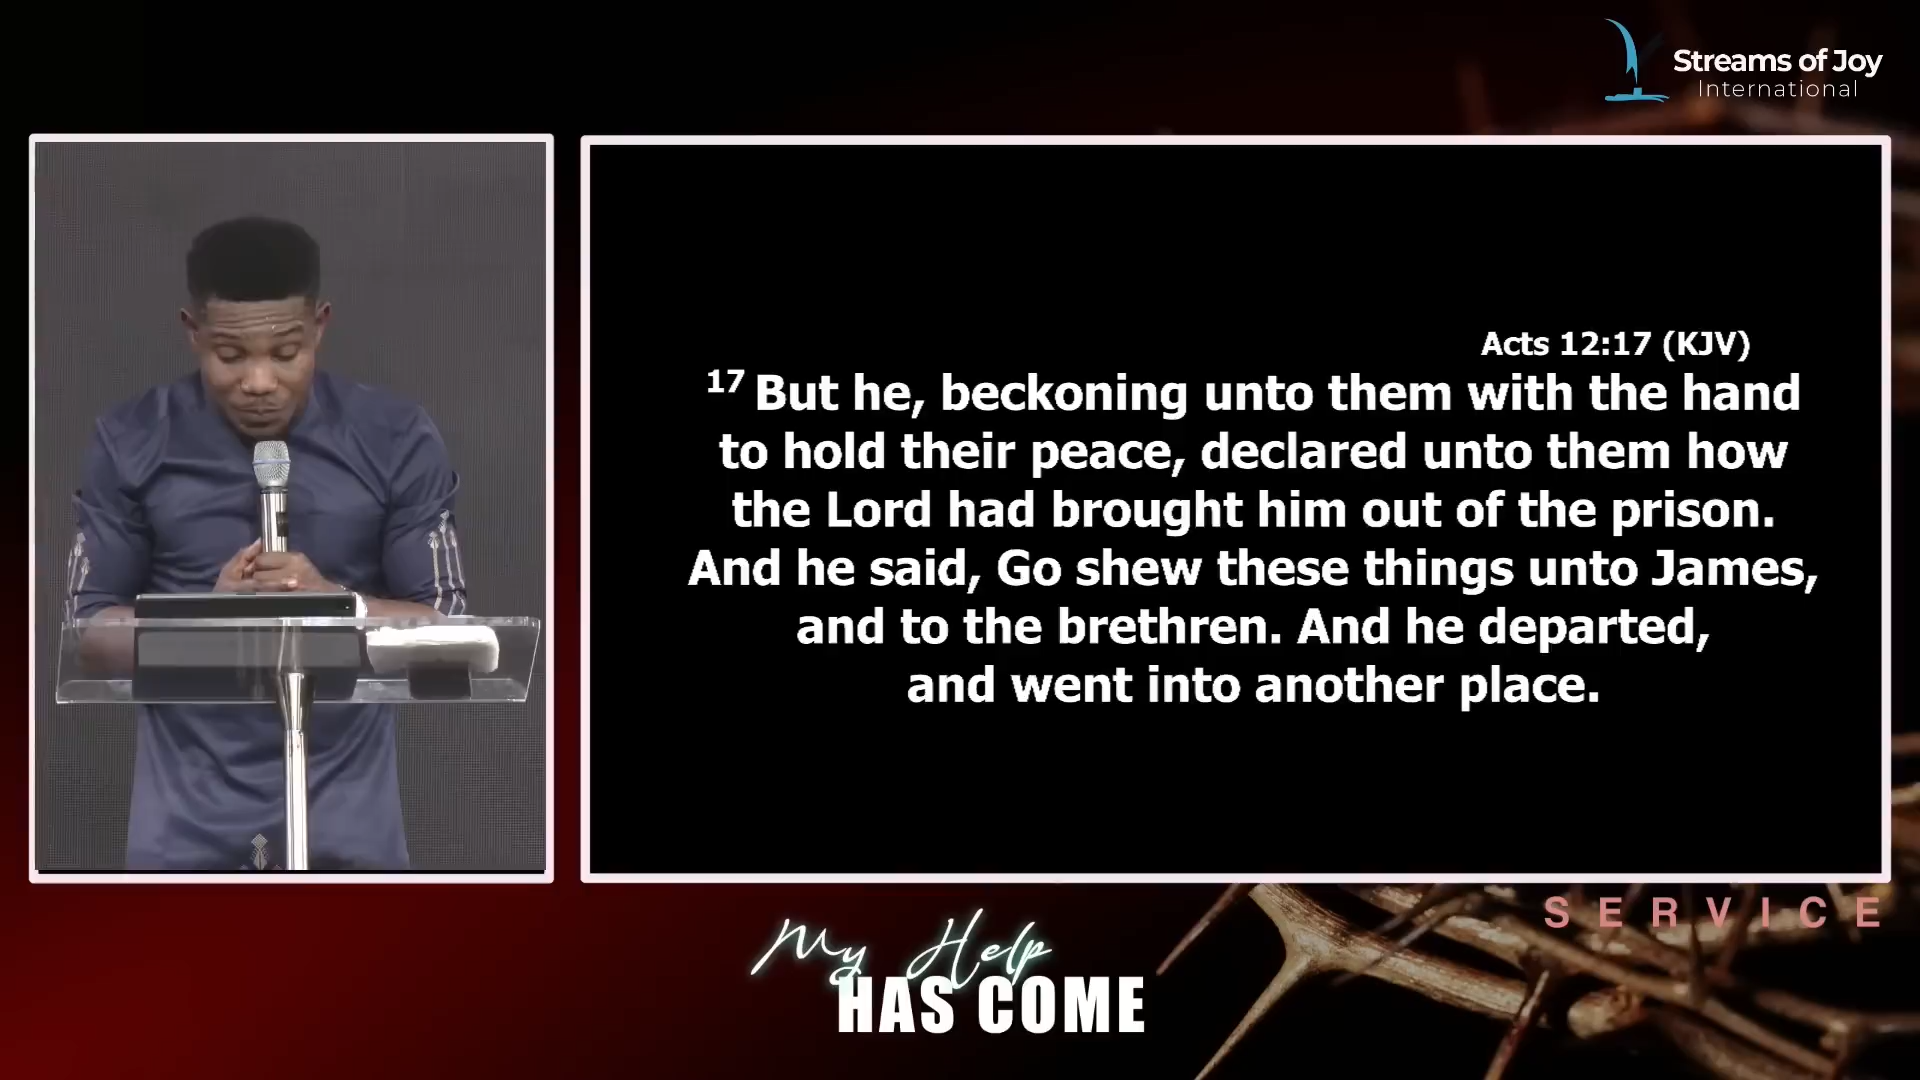 Streams of Joy
International
Acts 12:17 (KJV)
17 But he, beckoning unto them with the hand
to hold their peace, declared unto them how
the Lord had brought him out of the prison.
And he said, Go shew these things unto James,
and to the brethren. And he departed,
and went into another place.
SERVICE
My Help
HAS COME